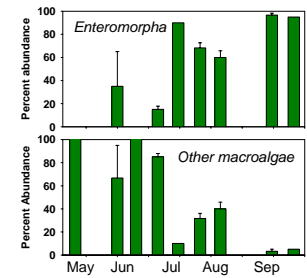 Enteromorpha
Percent abundance
100
80
60
40
20
0
Other macroalgae
Percent Abundance
100
80
60
40
20
0
May Jun Jul Aug Sep